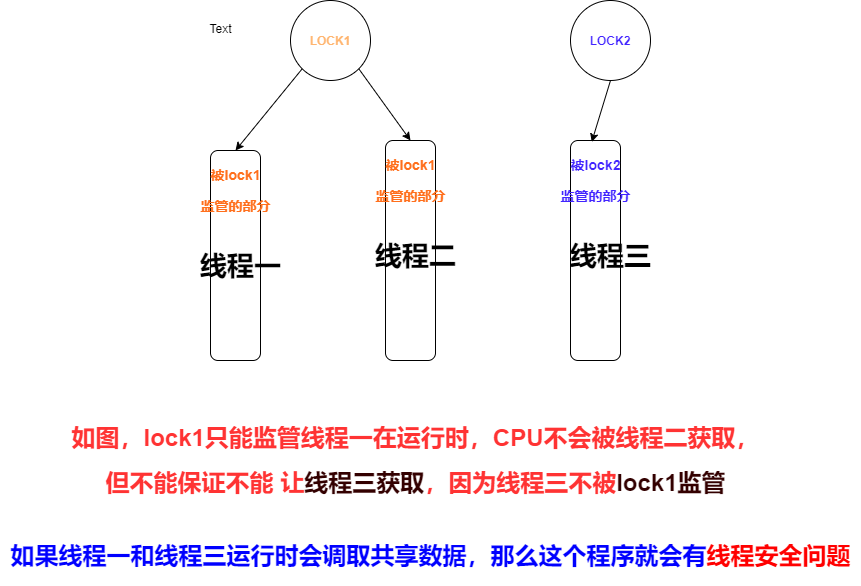 Text
LOCK1
LOCK2
被lock1
监管的部分
线程一
被lock1
监管的部分
线程二
被lock2
监管的部分
线程三
如图，lock1只能监管线程一在运行时，CPU不会被线程二获取，
但不能保证不能 让线程三获取，因为线程三不被lock1监管
如果线程一和线程三运行时会调取共享数据，那么这个程序就会有线程安全问题